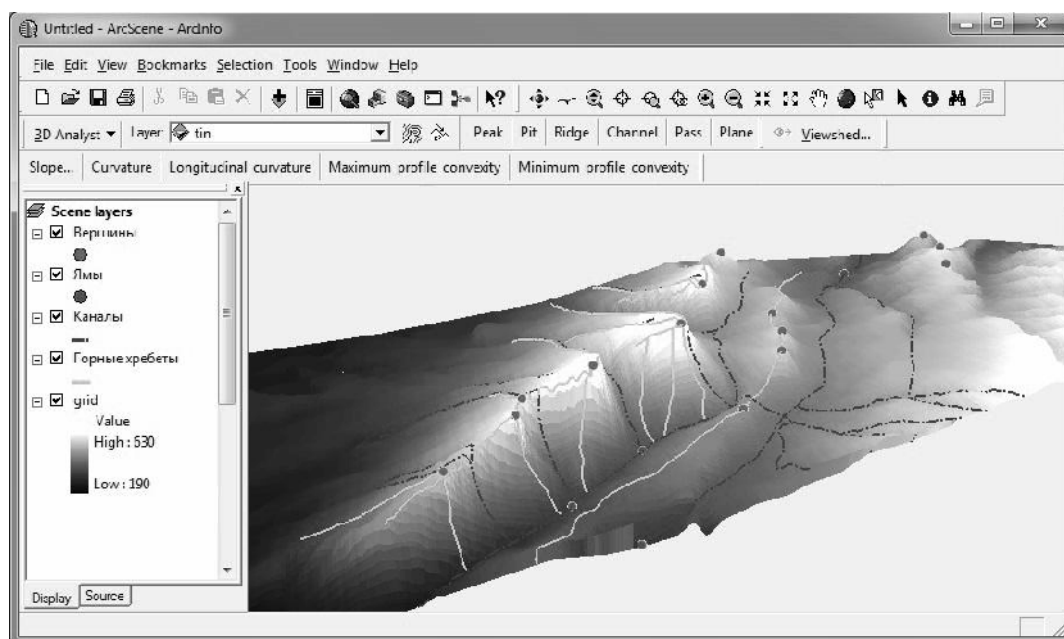 Untitled - ArcScene - ArcInfo
File Edit View Bookmarks Selection Tools Window Help
3D Analyst Layer: tin Peak Pit Ridge Channel Pass Plane Viewshed...
Slope... Curvature Longitudinal curvature Maximum profile convexity Minimum profile convexity
Scene layers
Вершины
Ямы
Каналы
Горные хребеты
grid
Value
High : 530
Low : 190
Display Source